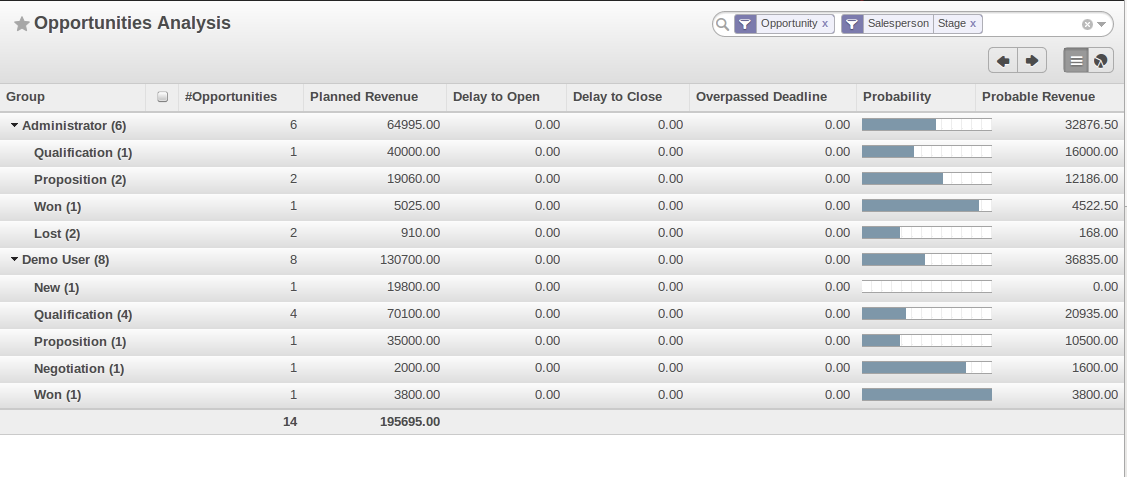 Opportunities Analysis
Opportunity x Salesperson Stage x
Group #Opportunities Planned Revenue Delay to Open Delay to Close Overpassed Deadline Probability Probable Revenue
Administrator (6) 6 64995.00 0.00 0.00 0.00 32876.50
Qualification (1) 1 40000.00 0.00 0.00 0.00 16000.00
Proposition (2) 2 19060.00 0.00 0.00 0.00 12186.00
Won (1) 1 5025.00 0.00 0.00 0.00 4522.50
Lost (2) 2 910.00 0.00 0.00 0.00 168.00
Demo User (8) 8 130700.00 0.00 0.00 0.00 36835.00
New (1) 1 19800.00 0.00 0.00 0.00 0.00
Qualification (4) 4 70100.00 0.00 0.00 0.00 20935.00
Proposition (1) 1 35000.00 0.00 0.00 0.00 10500.00
Negotiation (1) 1 2000.00 0.00 0.00 0.00 1600.00
Won (1) 1 3800.00 0.00 0.00 0.00 3800.00
14 195695.00